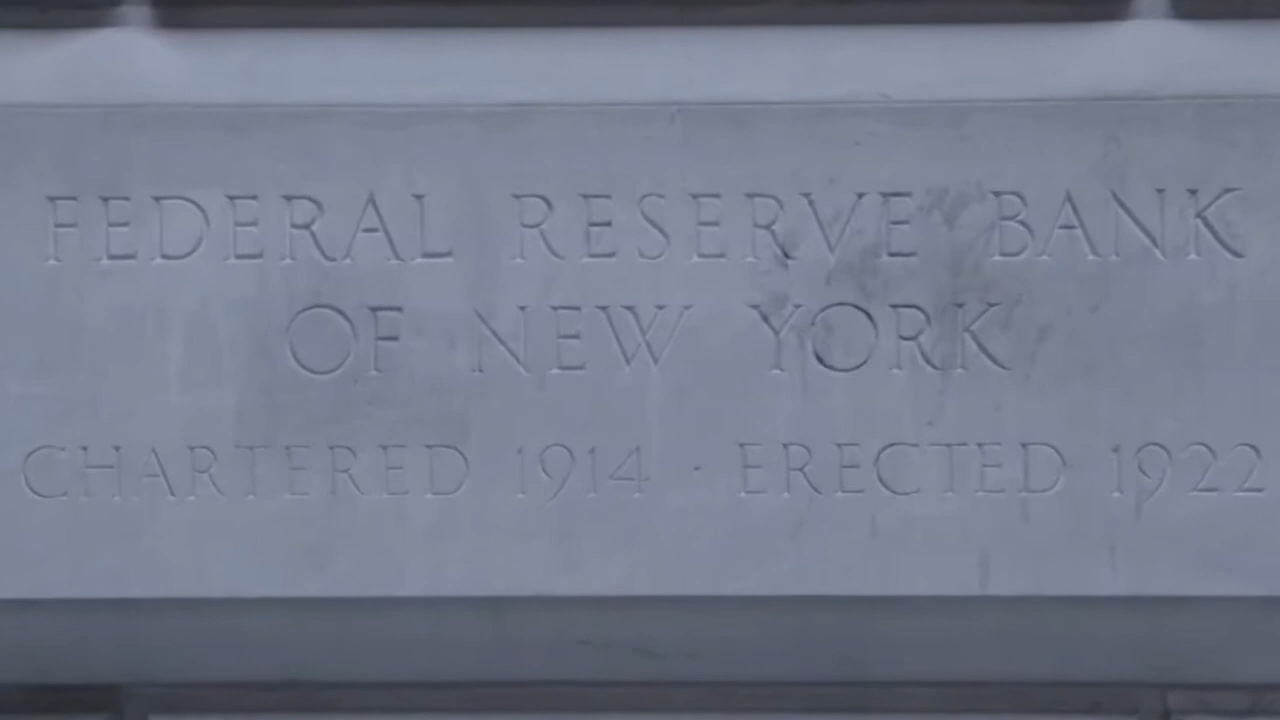 FEDERAL RESERVE BANK
OF NEW YORK
CHARTERED 1914 · ERECTED 1922